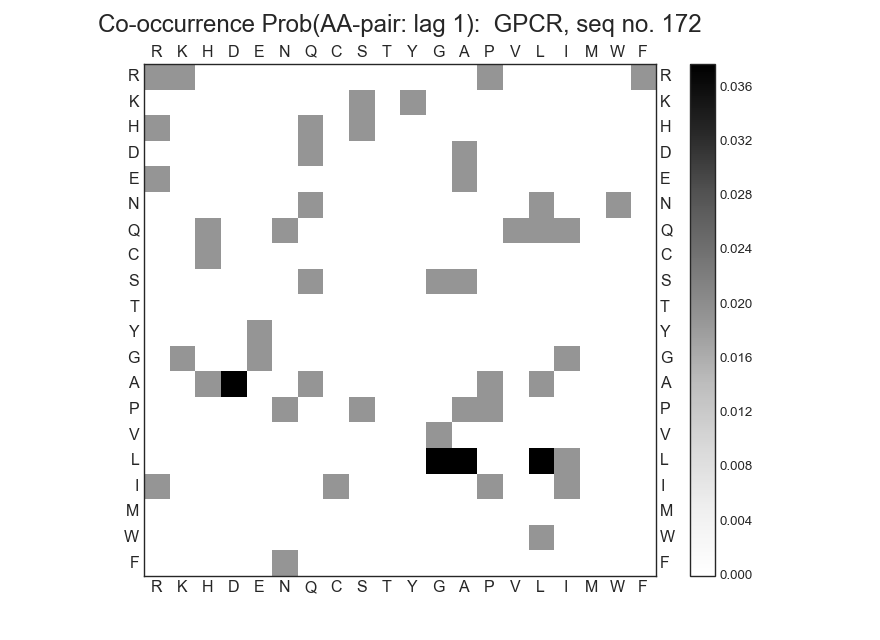 Co-occurrence Prob(AA-pair: lag 1):  GPCR, seq no. 172
R K H D E N Q C S T Y G A P V L I M W F
R R
K K
H H
D D
E E
N N
Q Q
C C
S S
T T
Y Y
G G
A A
P P
V V
L L
I I
M M
W W
F F
R K H D E N Q C S T Y G A P V L I M W F
0.036
0.032
0.028
0.024
0.020
0.016
0.012
0.008
0.004
0.000